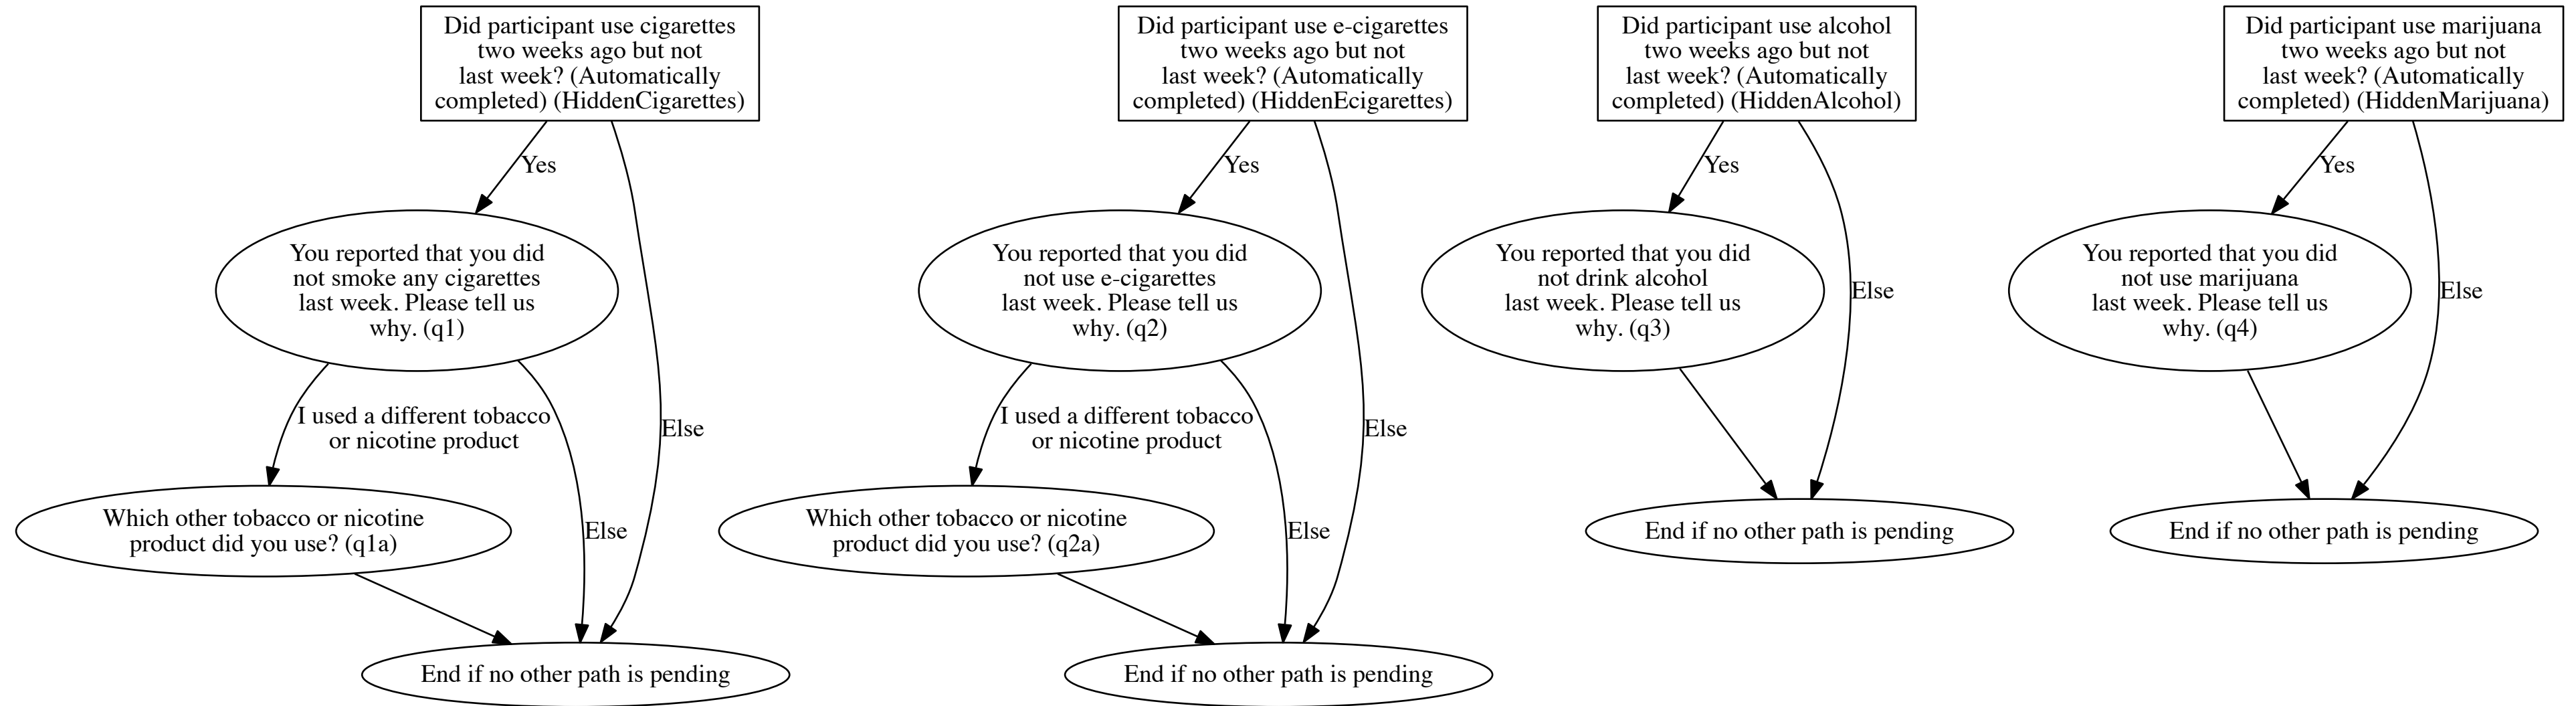 Did participant use cigarettes
two weeks ago but not
last week? (Automatically
completed) (HiddenCigarettes)
Yes
You reported that you did
not smoke any cigarettes
last week. Please tell us
why. (q1)
I used a different tobacco
or nicotine product
Else
Which other tobacco or nicotine
product did you use? (q1a)
Else
End if no other path is pending
Did participant use e-cigarettes
two weeks ago but not
last week? (Automatically
completed) (HiddenEcigarettes)
Yes
You reported that you did
not use e-cigarettes
last week. Please tell us
why. (q2)
I used a different tobacco
or nicotine product
Else
Which other tobacco or nicotine
product did you use? (q2a)
Else
End if no other path is pending
Did participant use alcohol
two weeks ago but not
last week? (Automatically
completed) (HiddenAlcohol)
Yes
You reported that you did
not drink alcohol
last week. Please tell us
why. (q3)
Else
End if no other path is pending
Did participant use marijuana
two weeks ago but not
last week? (Automatically
completed) (HiddenMarijuana)
Yes
You reported that you did
not use marijuana
last week. Please tell us
why. (q4)
Else
End if no other path is pending